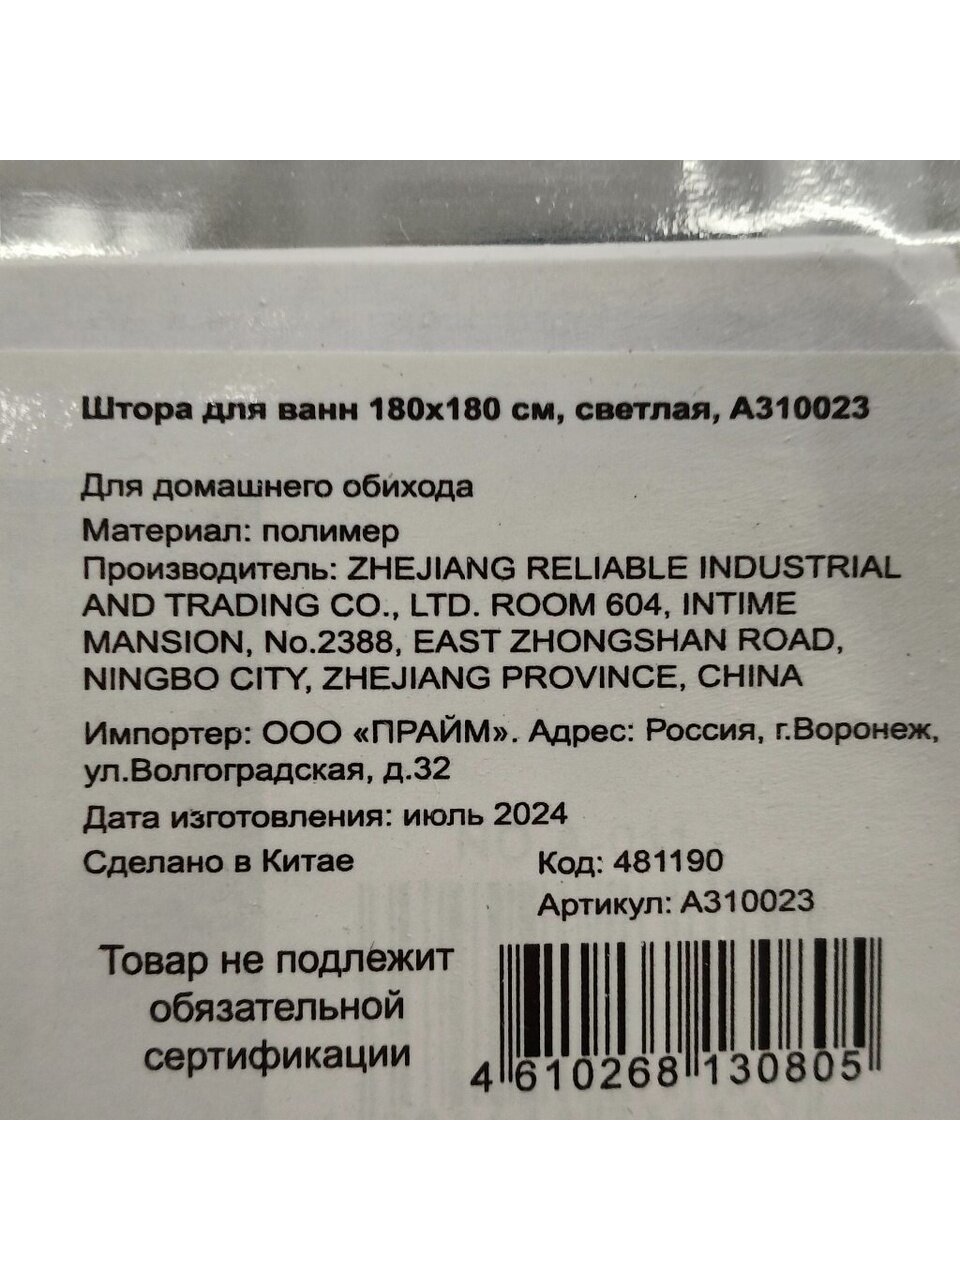 Штора для ванн 180х180 см, светлая, А310023
Для домашнего обихода
Материал: полимер
Производитель: ZHEJIANG RELIABLE INDUSTRIAL
AND TRADING CO., LTD. ROOM 604, INTIME
MANSION, No.2388, EAST ZHONGSHAN ROAD,
NINGBO CITY, ZHEJIANG PROVINCE, CHINA
Импортер: ООО «ПРАЙМ». Адрес: Россия, г.Воронеж,
ул.Волгоградская, д.32
Дата изготовления: июль 2024
Сделано в Китае
Код: 481190
Артикул: А310023
Товар не подлежит
обязательной
сертификации
4 610268 130805